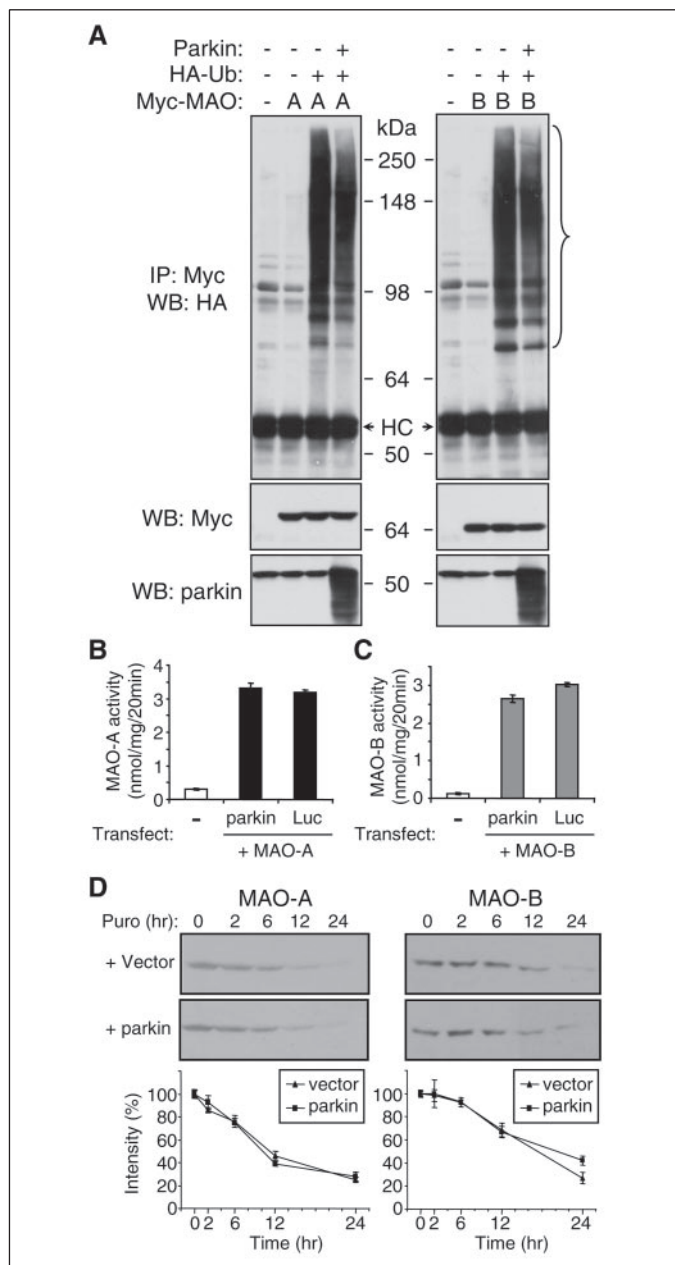 A
Parkin: - - - + - - - +
HA-Ub: - - + + - - + +
Myc-MAO: - A A A - B B B
kDa
250
148
IP: Myc
WB: HA
98
64
HC
50
WB: Myc
64
WB: parkin
50
B
MAO-A activity
(nmol/mg/20min)
4
3
2
1
0
- parkin Luc
Transfect:
+ MAO-A
C
MAO-B activity
(nmol/mg/20min)
3
2
1
0
- parkin Luc
Transfect:
+ MAO-B
D
MAO-A MAO-B
Puro (hr): 0 2 6 12 24 0 2 6 12 24
+ Vector
+ parkin
Intensity (%)
100
80
60
40
20
0
vector
parkin
0 2 6 12 24
Time (hr)
100
80
60
40
20
0
vector
parkin
0 2 6 12 24
Time (hr)